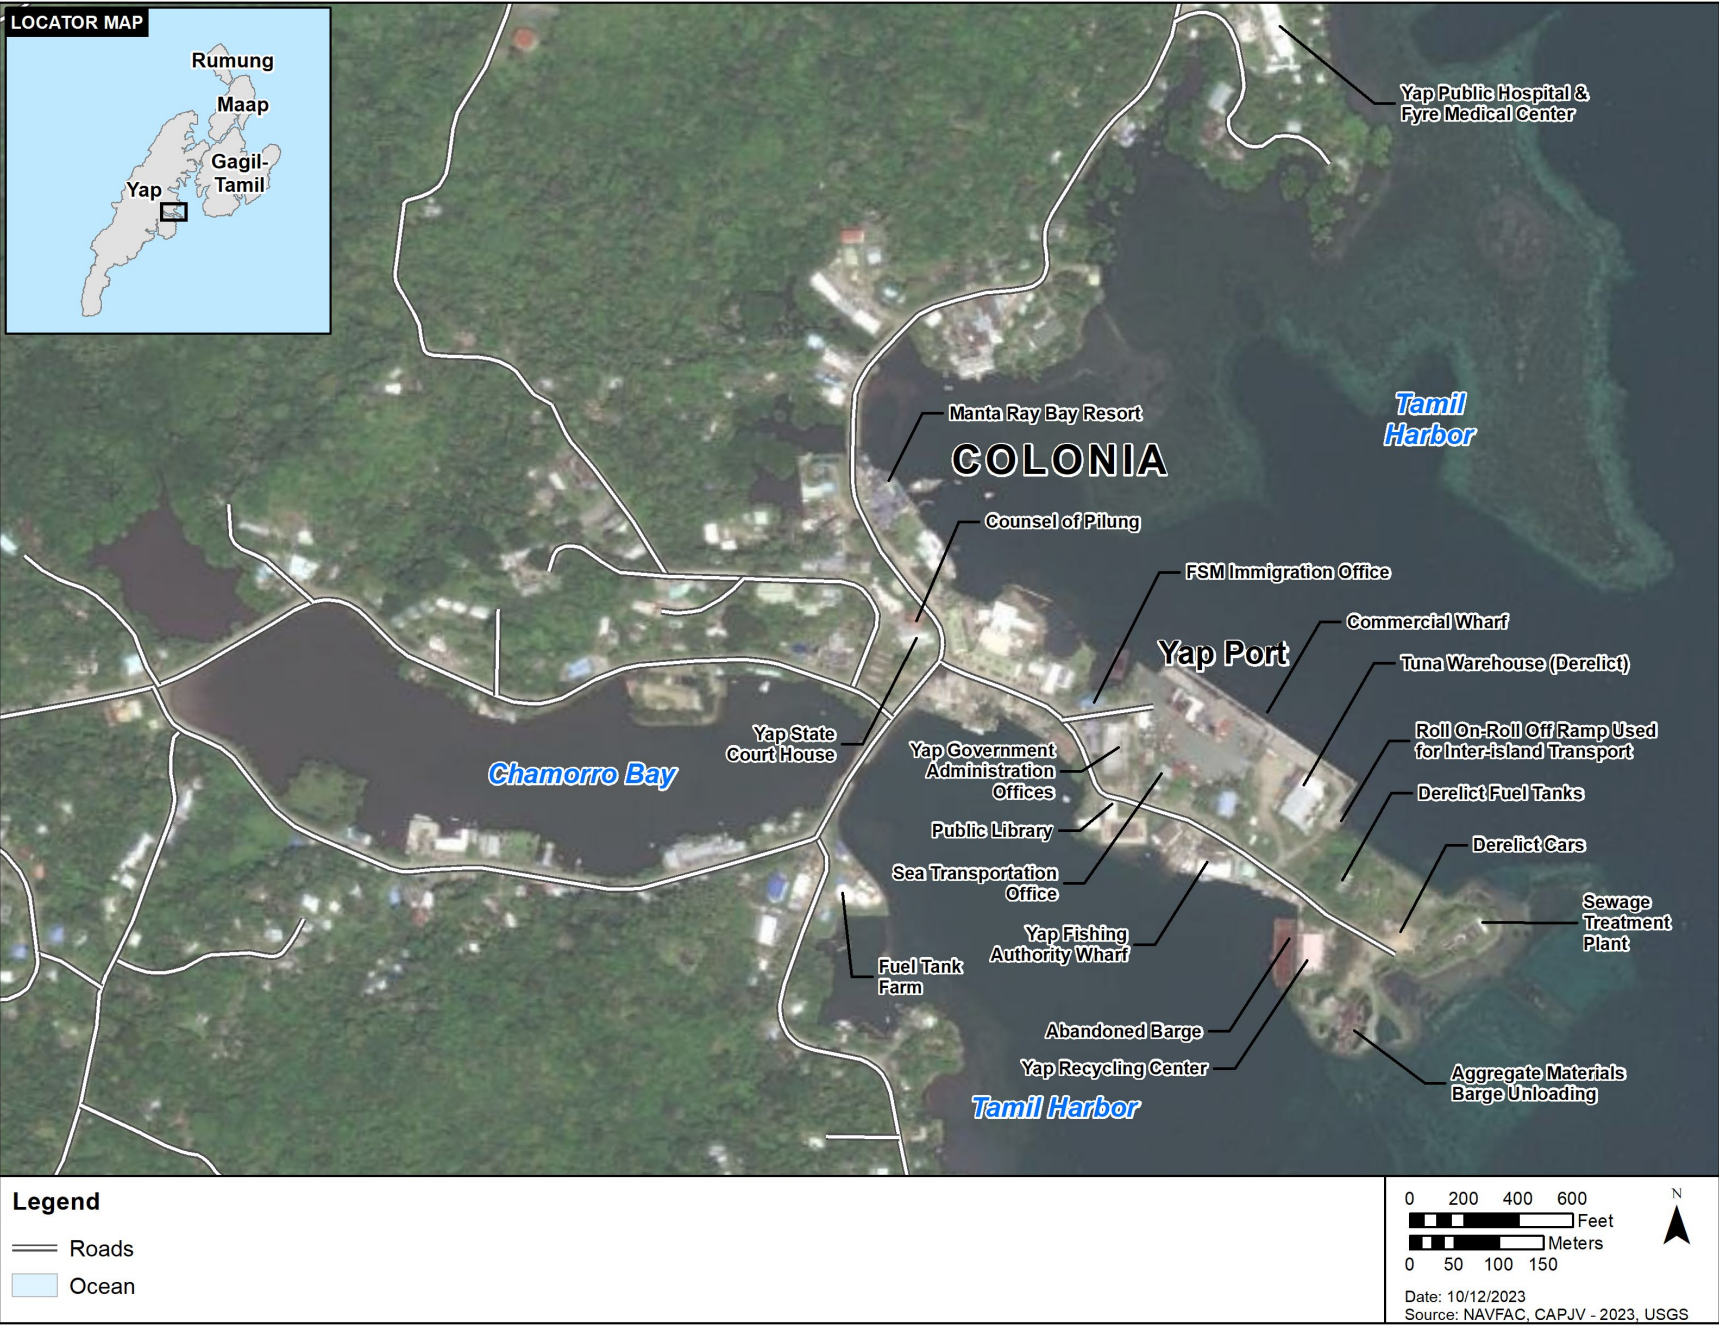 LOCATOR MAP
Rumung
Maap
Gagil-
Tamil
Yap
Yap Public Hospital &
Fyre Medical Center
Tamil
Harbor
Manta Ray Bay Resort
COLONIA
Counsel of Pilung
FSM Immigration Office
Commercial Wharf
Yap Port
Tuna Warehouse (Derelict)
Roll On-Roll Off Ramp Used
for Inter-island Transport
Yap State
Court House
Yap Government
Administration
Offices
Chamorro Bay
Derelict Fuel Tanks
Public Library
Derelict Cars
Sea Transportation
Office
Sewage
Treatment
Plant
Yap Fishing
Authority Wharf
Fuel Tank
Farm
Abandoned Barge
Yap Recycling Center
Aggregate Materials
Barge Unloading
Tamil Harbor
Legend
Roads
Ocean
0 200 400 600
Feet
Meters
0 50 100 150
N
Date: 10/12/2023
Source: NAVFAC, CAPJV - 2023, USGS